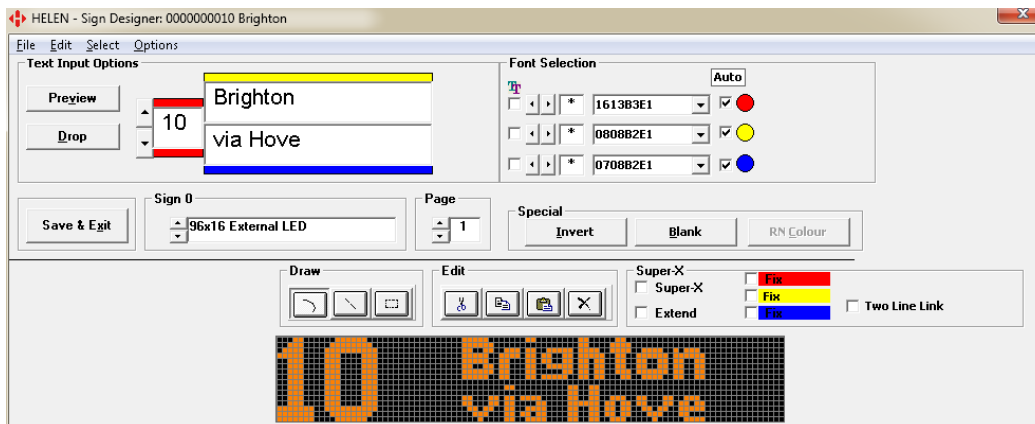 HELEN - Sign Designer: 0000000010 Brighton
File Edit Select Options
Text Input Options
Preview
Drop
10
Brighton
via Hove
Font Selection
Auto
* 1613B3E1
* 0808B2E1
* 0708B2E1
Save & Exit
Sign 0
96x16 External LED
Page
1
Special
Invert
Blank
RN Colour
Draw
Edit
Super-X
Super-X
Extend
Fix
Fix
Fix
Two Line Link
10 Brighton
via Hove